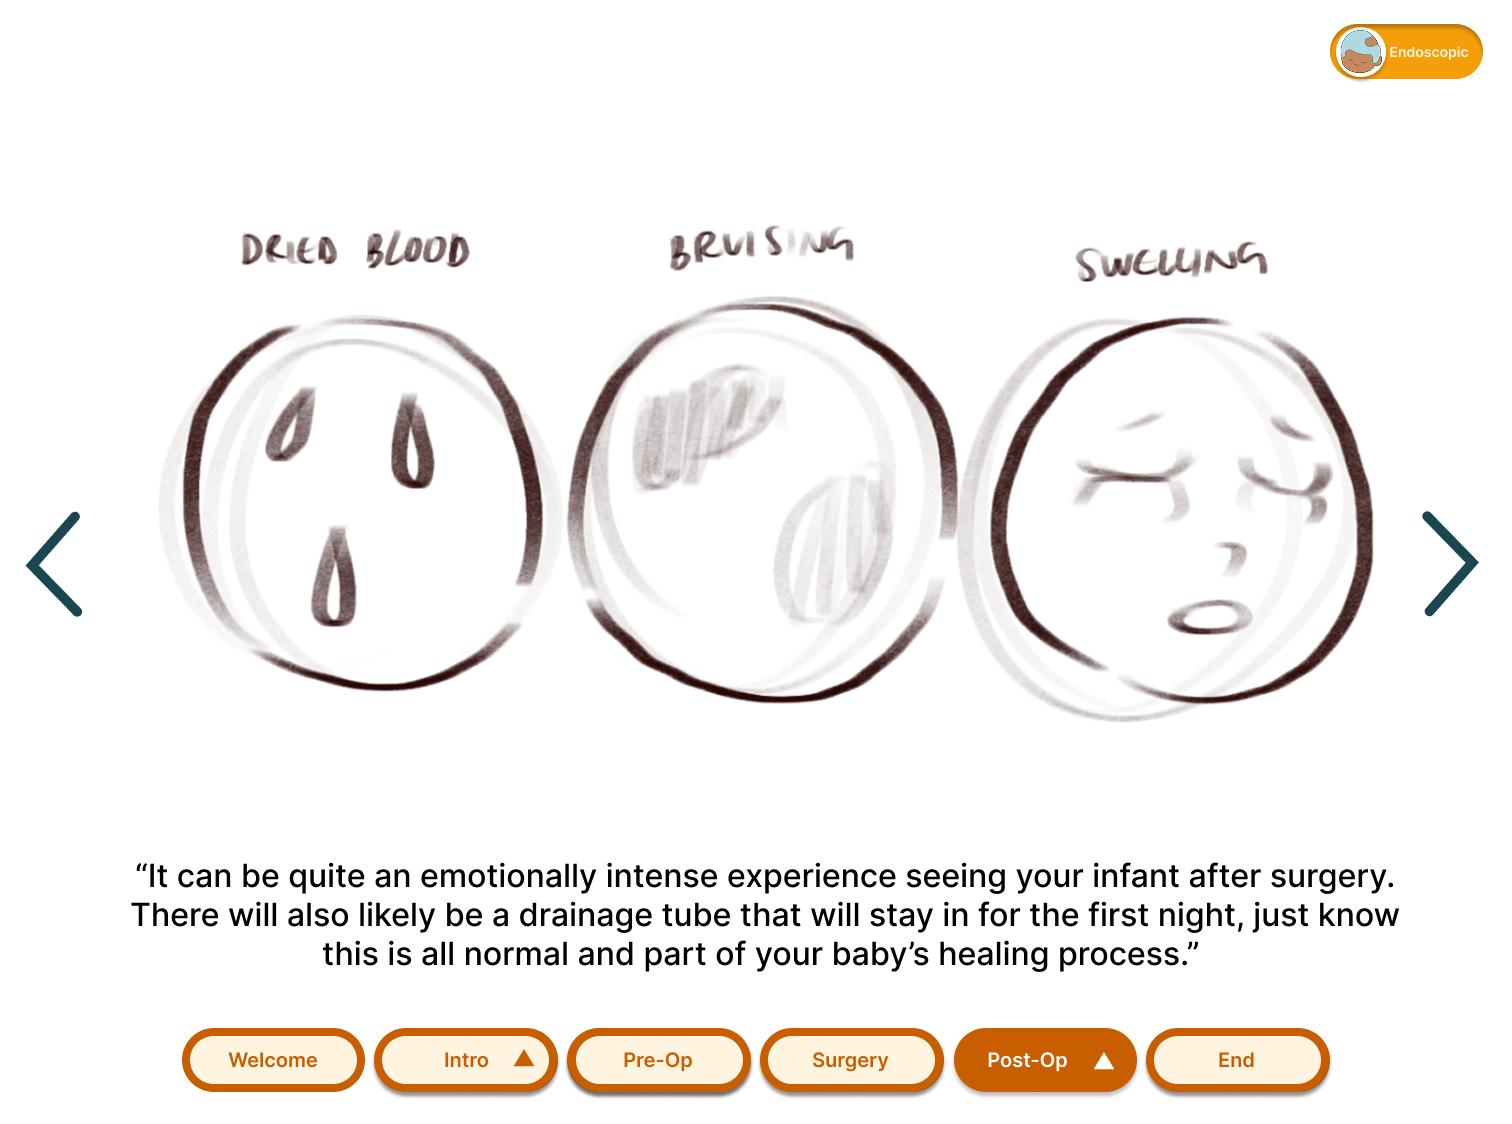 Endoscopic
DRIED BLOOD
BRUISING
SWELLING
“It can be quite an emotionally intense experience seeing your infant after surgery.
There will also likely be a drainage tube that will stay in for the first night, just know
this is all normal and part of your baby’s healing process.”
Welcome
Intro
Pre-Op
Surgery
Post-Op
End